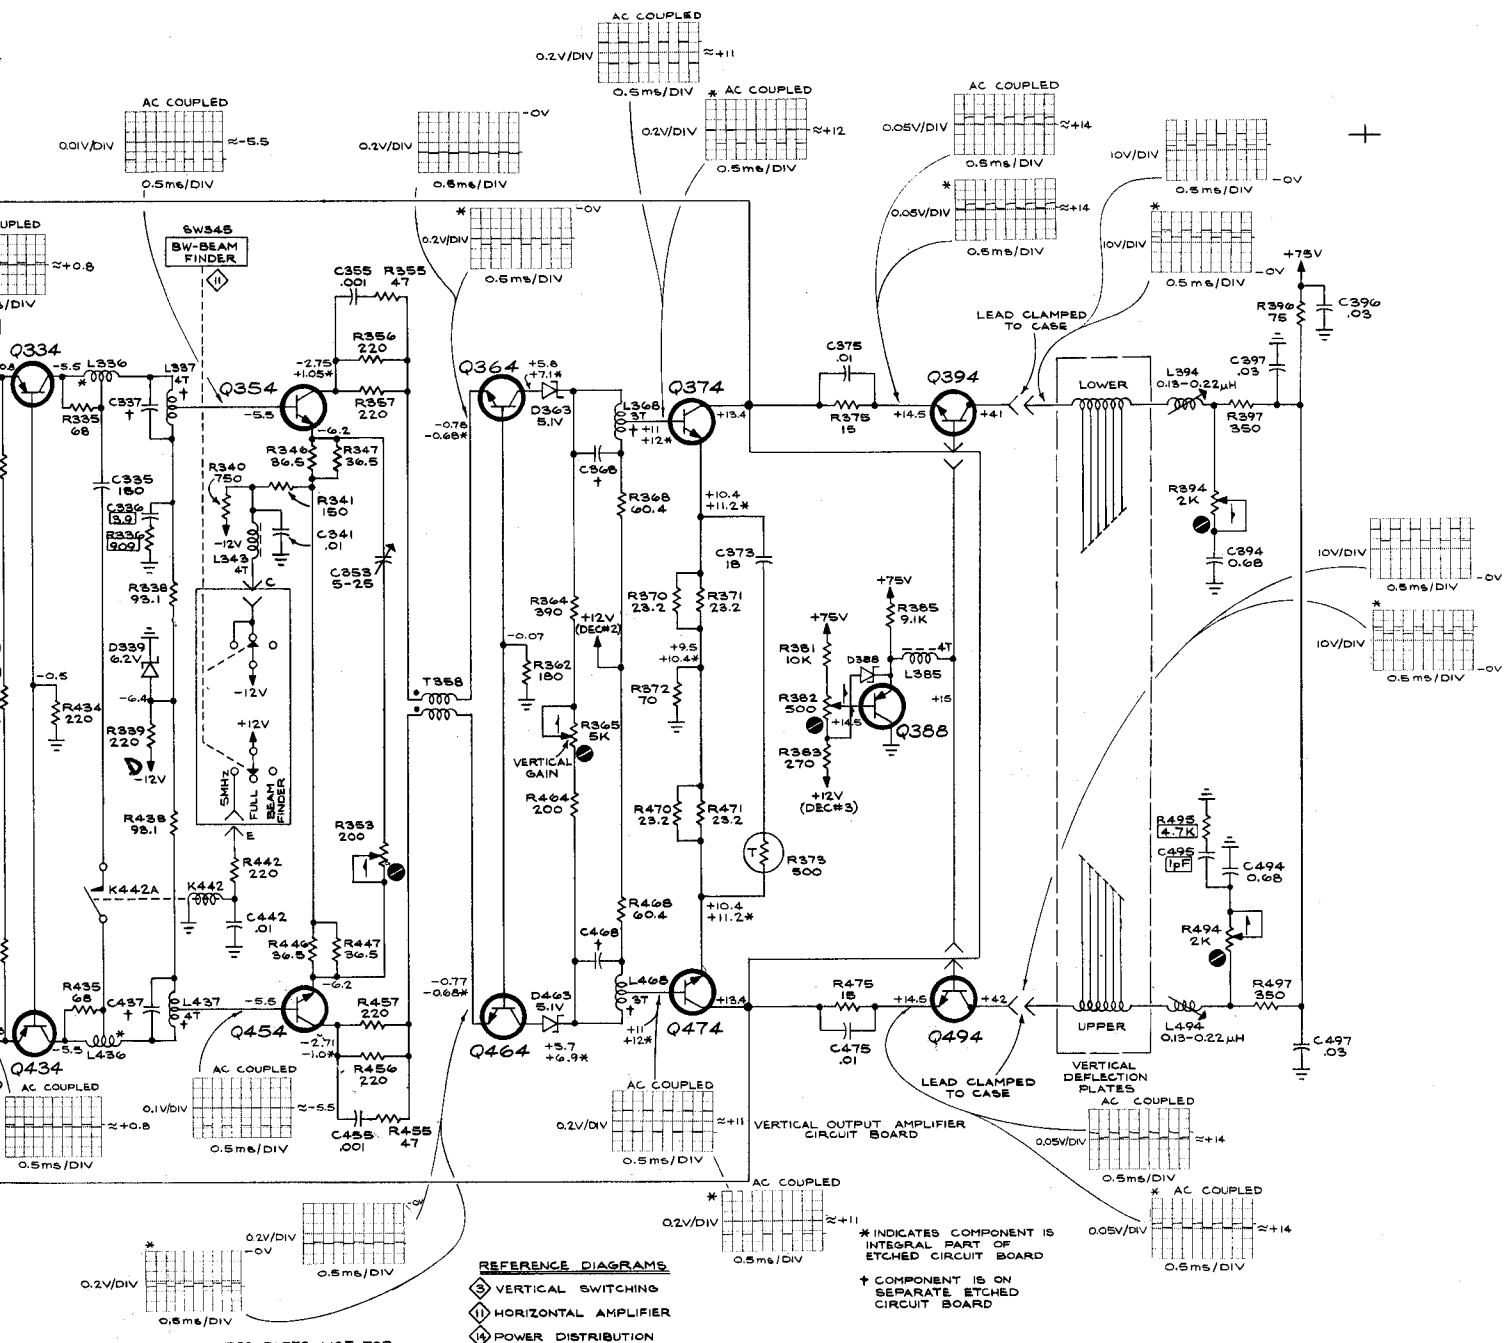 AC COUPLED
0.2V/DIV
≈+11
0.5ms/DIV
* AC COUPLED
0.2V/DIV
≈+12
0.5ms/DIV
AC COUPLED
0.01V/DIV
≈-5.5
0.5ms/DIV
-0V
0.2V/DIV
0.5ms/DIV
*
-0V
0.2V/DIV
0.5ms/DIV
AC COUPLED
0.05V/DIV
≈+14
0.5ms/DIV
*
0.05V/DIV
≈+14
0.5ms/DIV
10V/DIV
-0V
0.5ms/DIV
*
10V/DIV
-0V
0.5ms/DIV
UPLED
≈+0.8
S/DIV
SW345
BW-BEAM
FINDER
11
C355
.001
R355
47
R356
220
R357
220
Q334
-5.5
L336
*
R335
68
C337
†
L337
4T
†
Q354
-5.5
-2.75
+1.05*
-6.2
R346
36.5
R347
36.5
R340
750
R341
150
-12V
L343
4T
C341
.01
C353
5-25
C335
180
C336
3.9
R336
909
R338
93.1
D339
6.2V
-6.4
R339
220
-12V
R438
93.1
-0.5
R434
220
C
-12V
+12V
5MHz
FULL
BEAM
FINDER
E
R442
220
K442A
K442
C442
.01
R353
200
R446
36.5
R447
36.5
-6.2
R435
68
C437
†
L437
4T
†
-5.5
Q454
Q434
-5.5
L436
*
R457
220
-2.71
-1.0*
R456
220
C455
.001
R455
47
T358
Q364
-0.78
-0.68*
+5.8
+7.1*
D363
5.1V
R364
390
-0.07
R362
180
R365
5K
VERTICAL
GAIN
R464
200
-0.77
-0.68*
Q464
D463
5.1V
+5.7
+6.9*
L368
3T
†
+11
+12*
C368
†
R368
60.4
+12V
(DEC#2)
Q374
+13.4
+10.4
+11.2*
C373
18
R370
23.2
R371
23.2
+9.5
+10.4*
R372
70
R470
23.2
R471
23.2
T
R373
500
R468
60.4
+10.4
+11.2*
C468
†
L468
3T
†
+11
+12*
Q474
+13.4
C375
.01
R375
15
+14.5
Q394
+41
LEAD CLAMPED
TO CASE
+75V
R381
10K
R382
500
R383
270
+12V
(DEC#3)
+75V
R385
9.1K
D388
4T
L385
+14.5
Q388
+15
R475
15
C475
.01
+14.5
Q494
+42
LEAD CLAMPED
TO CASE
LOWER
UPPER
VERTICAL
DEFLECTION
PLATES
+75V
R396
75
C396
.03
C397
.03
L394
0.13-0.22µH
R397
350
R394
2K
C394
0.68
R495
4.7K
C495
1pF
C494
0.68
R494
2K
R497
350
L494
0.13-0.22µH
C497
.03
10V/DIV
-0V
0.5ms/DIV
*
10V/DIV
-0V
0.5ms/DIV
AC COUPLED
≈+0.8
0.5ms/DIV
AC COUPLED
0.1V/DIV
≈-5.5
0.5ms/DIV
AC COUPLED
0.2V/DIV
≈+11
0.5ms/DIV
VERTICAL OUTPUT AMPLIFIER
CIRCUIT BOARD
* AC COUPLED
0.2V/DIV
≈+11
0.5ms/DIV
AC COUPLED
0.05V/DIV
≈+14
0.5ms/DIV
* AC COUPLED
0.05V/DIV
≈+14
0.5ms/DIV
-0V
0.2V/DIV
0.5ms/DIV
*
-0V
0.2V/DIV
0.5ms/DIV
REFERENCE DIAGRAMS
3 VERTICAL SWITCHING
11 HORIZONTAL AMPLIFIER
14 POWER DISTRIBUTION
* INDICATES COMPONENT IS
INTEGRAL PART OF
ETCHED CIRCUIT BOARD
† COMPONENT IS ON
SEPARATE ETCHED
CIRCUIT BOARD